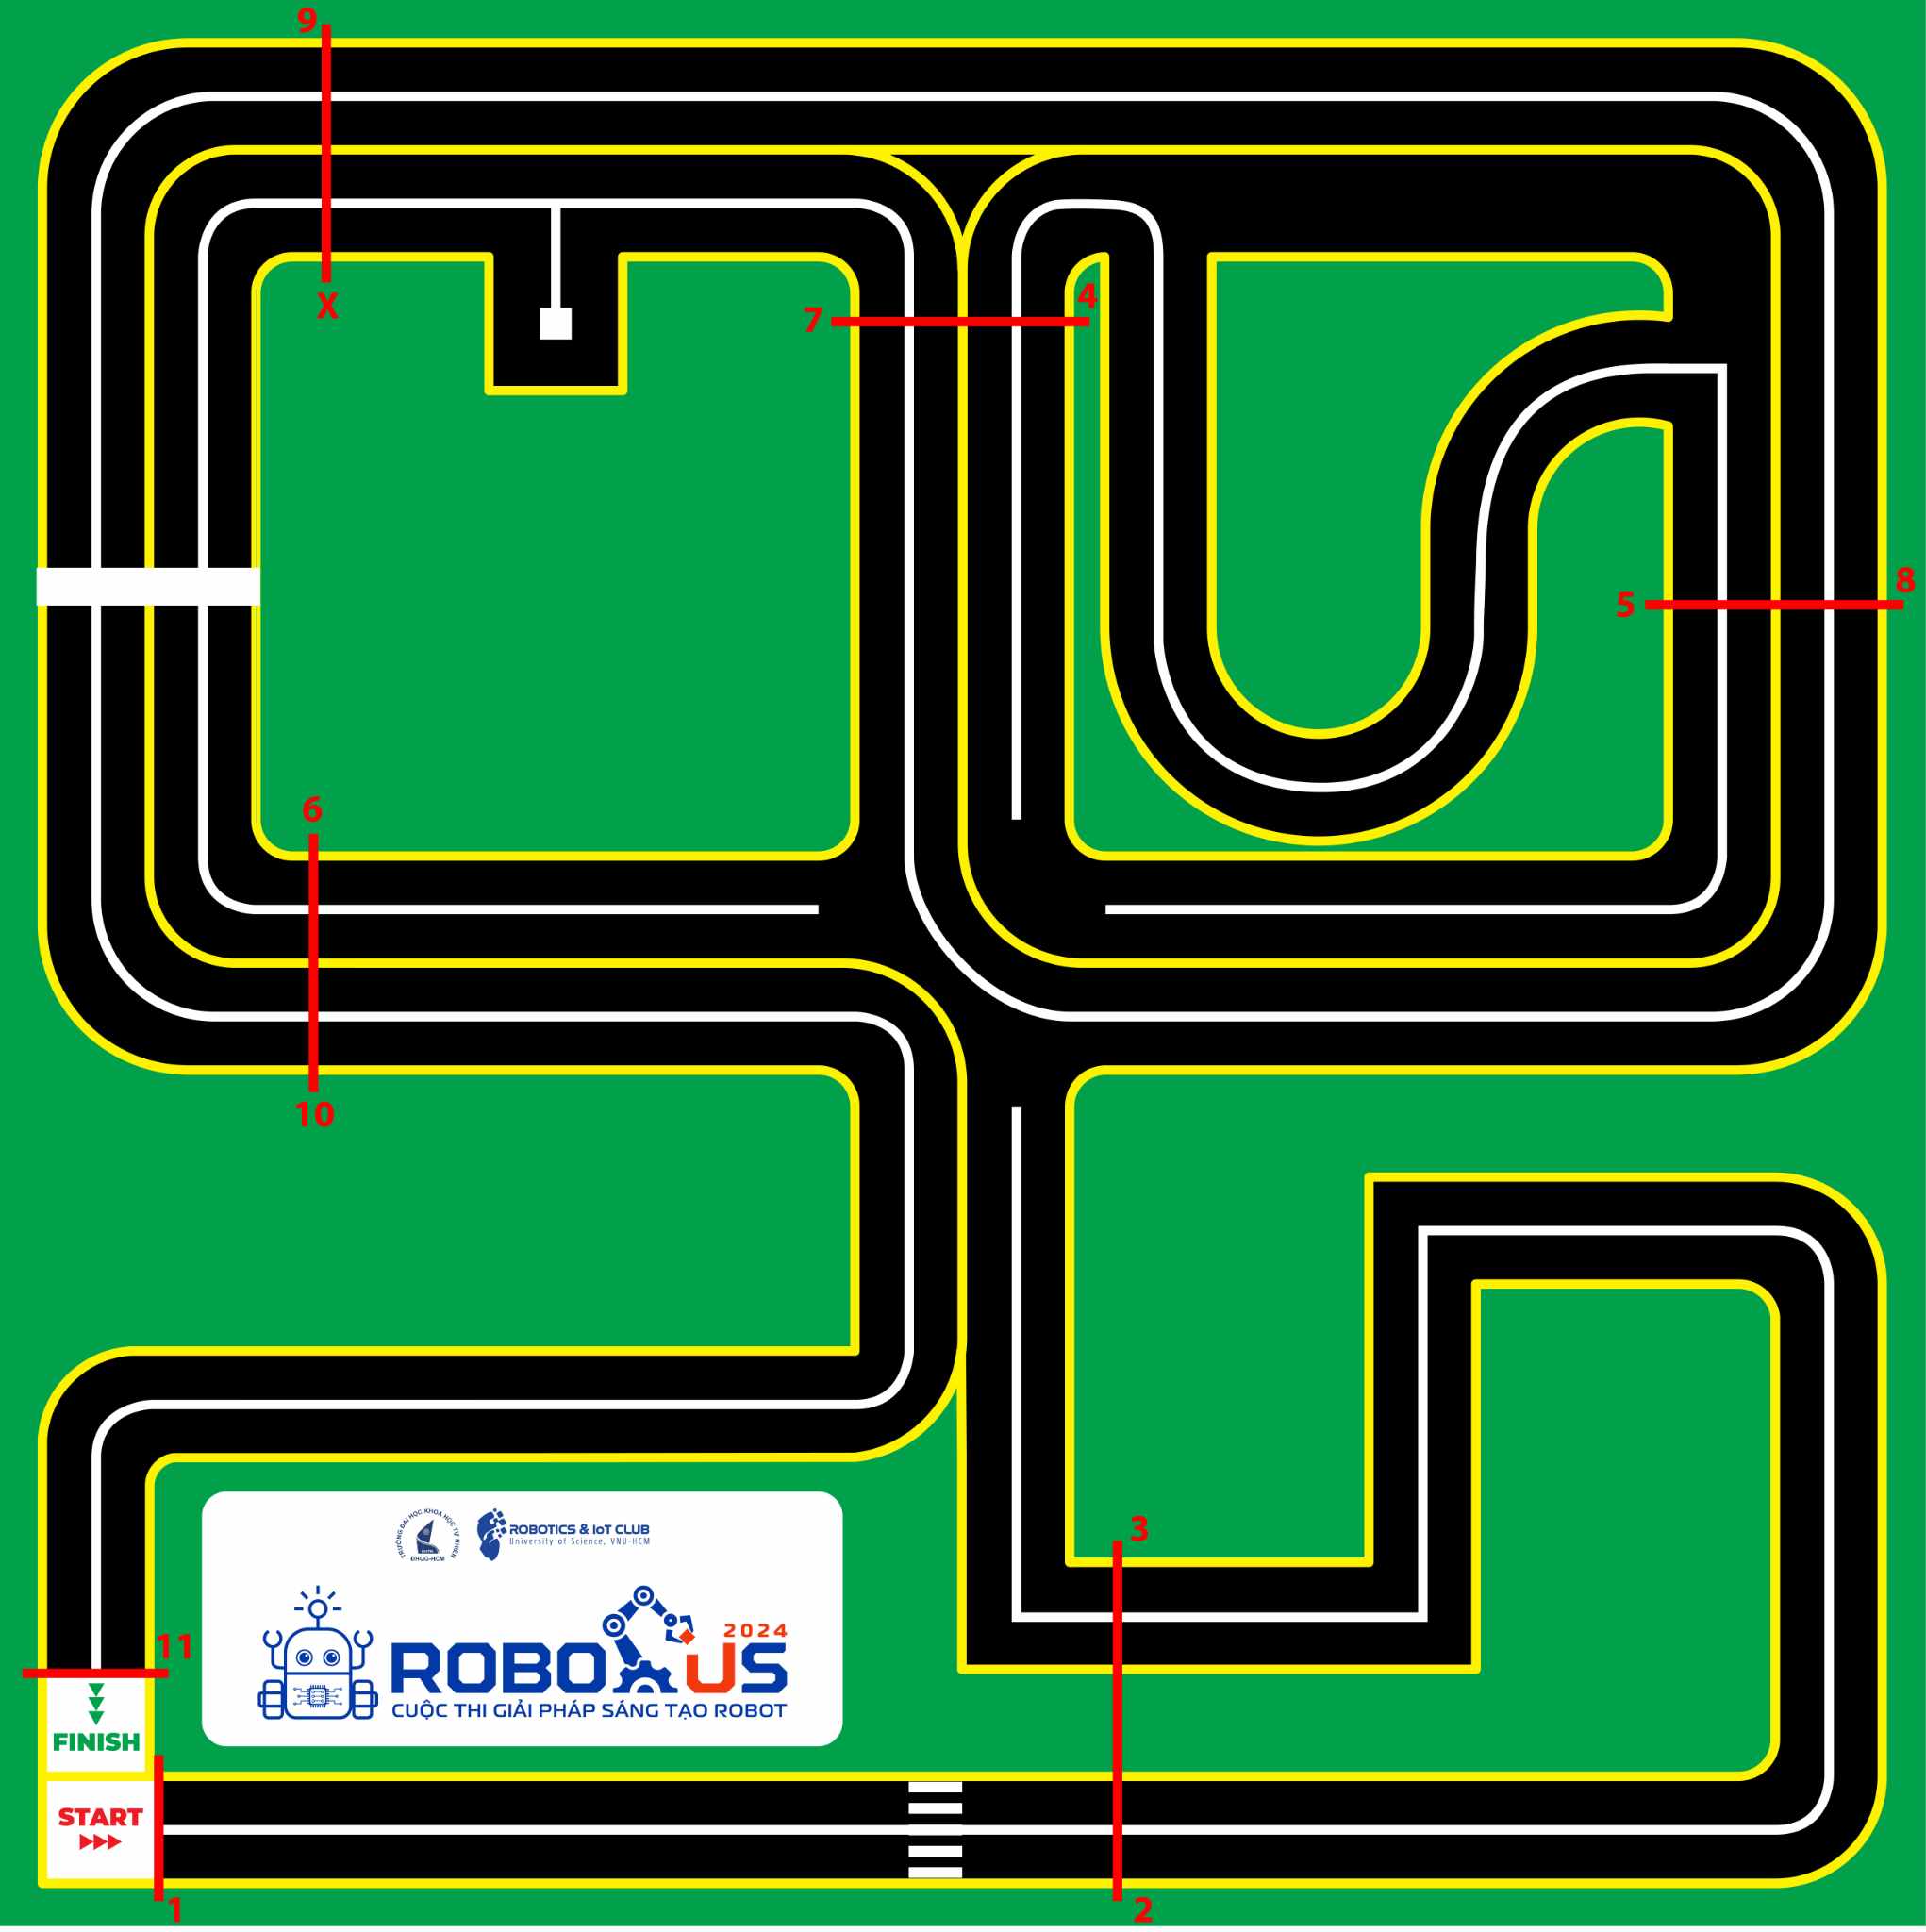 9
X
7
4
5
8
6
10
3
TRƯỜNG ĐẠI HỌC KHOA HỌC TỰ NHIÊN
ĐHQG-HCM
ROBOTICS & IoT CLUB
University of Science, VNU-HCM
2024
ROBO US
CUỘC THI GIẢI PHÁP SÁNG TẠO ROBOT
11
FINISH
START
1
2